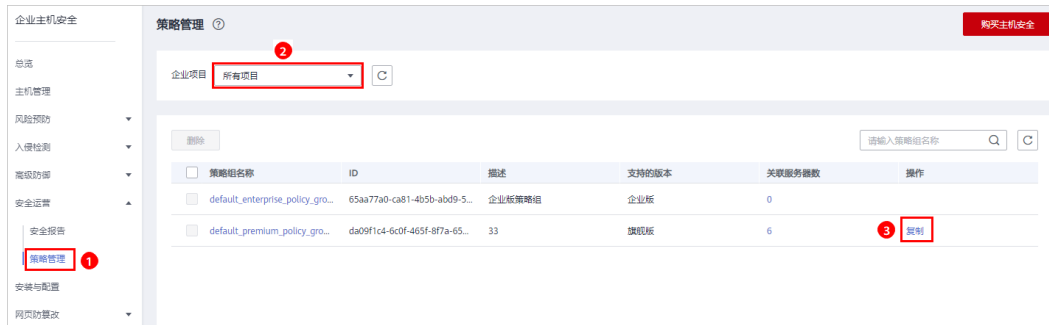 企业主机安全
策略管理 ?
购买主机安全
总览
2
企业项目 所有项目
主机管理
风险预防
入侵检测
删除 请输入策略组名称
高级防御
策略组名称 ID 描述 支持的版本 关联服务器数 操作
安全运营
default_enterprise_policy_gro... 65aa77a0-ca81-4b5b-abd9-5... 企业版策略组 企业版 0
安全报告
default_premium_policy_gro... da09f1c4-6c0f-465f-8f7a-65... 33 旗舰版 6 3 复制
策略管理 1
安装与配置
网页防篡改